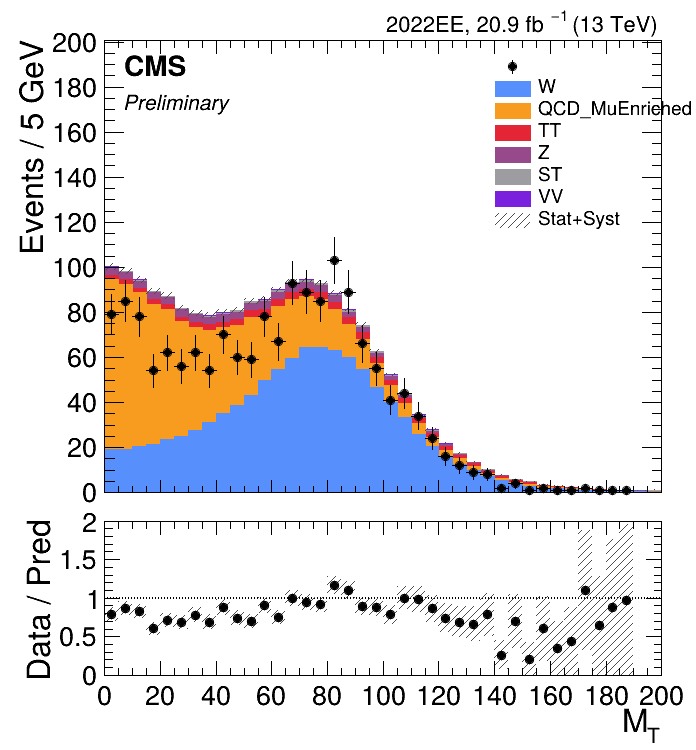 2022EE, 20.9 fb⁻¹ (13 TeV)
CMS
Preliminary
W
QCD_MuEnriched
TT
Z
ST
VV
Stat+Syst
Events / 5 GeV
200
180
160
140
120
100
80
60
40
20
0
Data / Pred
2
1.5
1
0.5
0
0 20 40 60 80 100 120 140 160 180 200
M_T